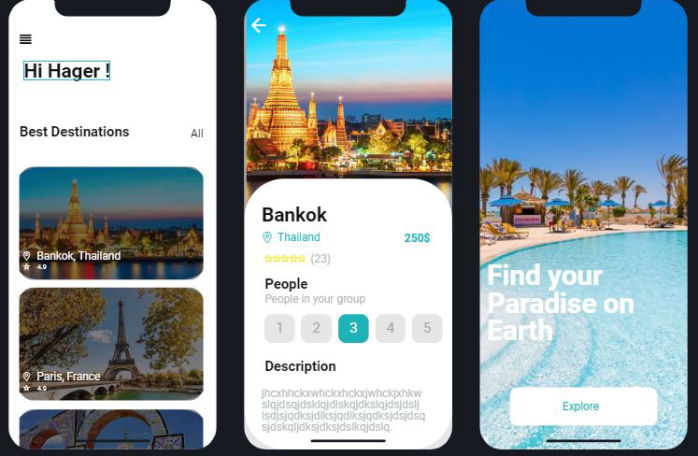 Hi Hager !
Best Destinations
All
Bankok, Thailand
4.9
Paris, France
4.9
Bankok
Thailand
250$
(23)
People
People in your group
1 2 3 4 5
Description
jhcxhhckxwhckxhckxjwhckjxhkw
slqjdsqjdsklqjdlskqjdkslqjdsjdslj
lsdjsjqdksjdlksjqdlksjqdksjdsjdsq
sjdskqljdksjdksjdslkqjdslq.
Find your
Paradise on
Earth
Explore